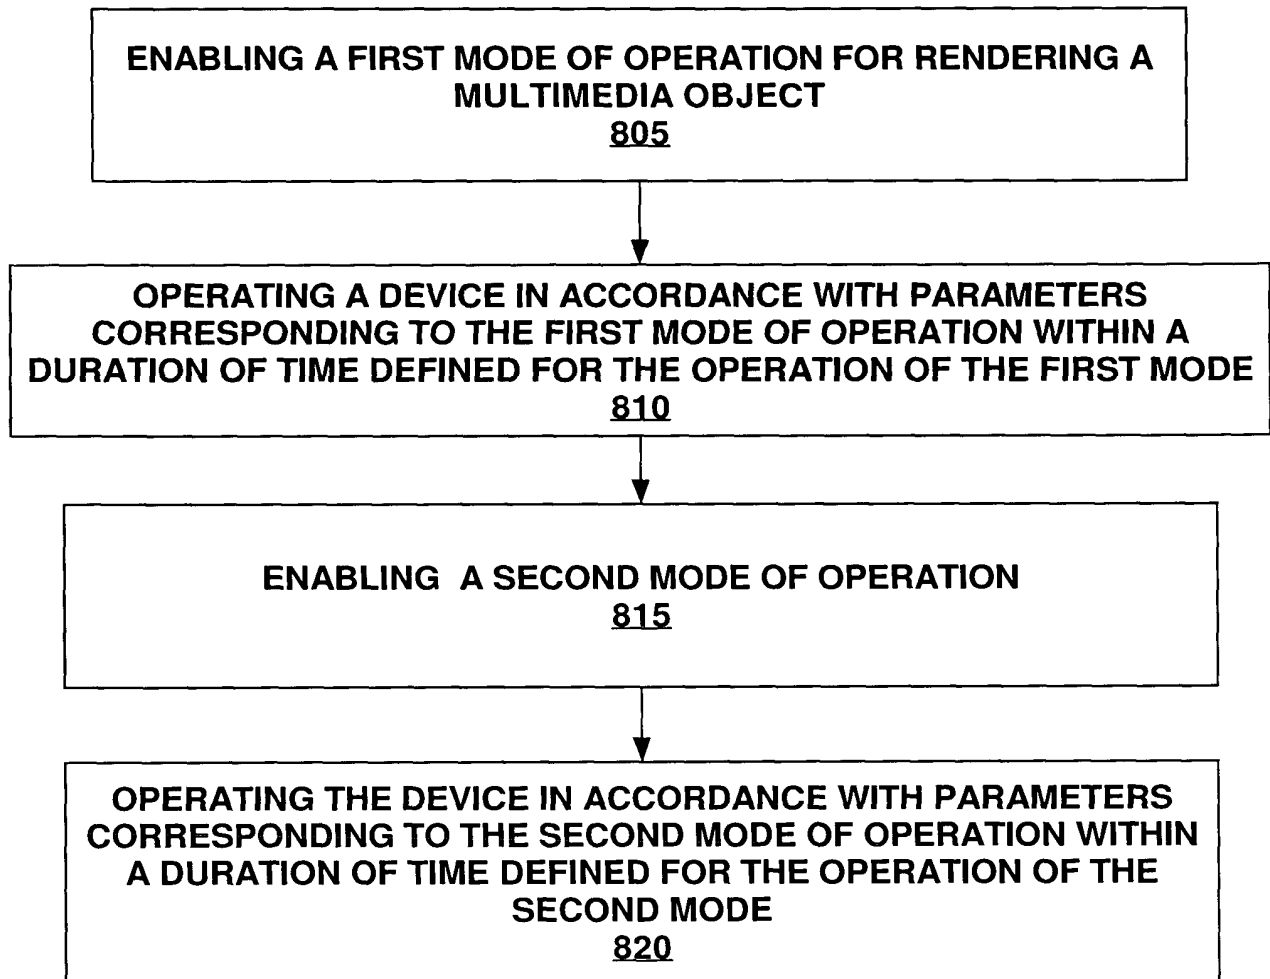 ENABLING A FIRST MODE OF OPERATION FOR RENDERING A
MULTIMEDIA OBJECT
805
OPERATING A DEVICE IN ACCORDANCE WITH PARAMETERS
CORRESPONDING TO THE FIRST MODE OF OPERATION WITHIN A
DURATION OF TIME DEFINED FOR THE OPERATION OF THE FIRST MODE
810
ENABLING A SECOND MODE OF OPERATION
815
OPERATING THE DEVICE IN ACCORDANCE WITH PARAMETERS
CORRESPONDING TO THE SECOND MODE OF OPERATION WITHIN
A DURATION OF TIME DEFINED FOR THE OPERATION OF THE
SECOND MODE
820